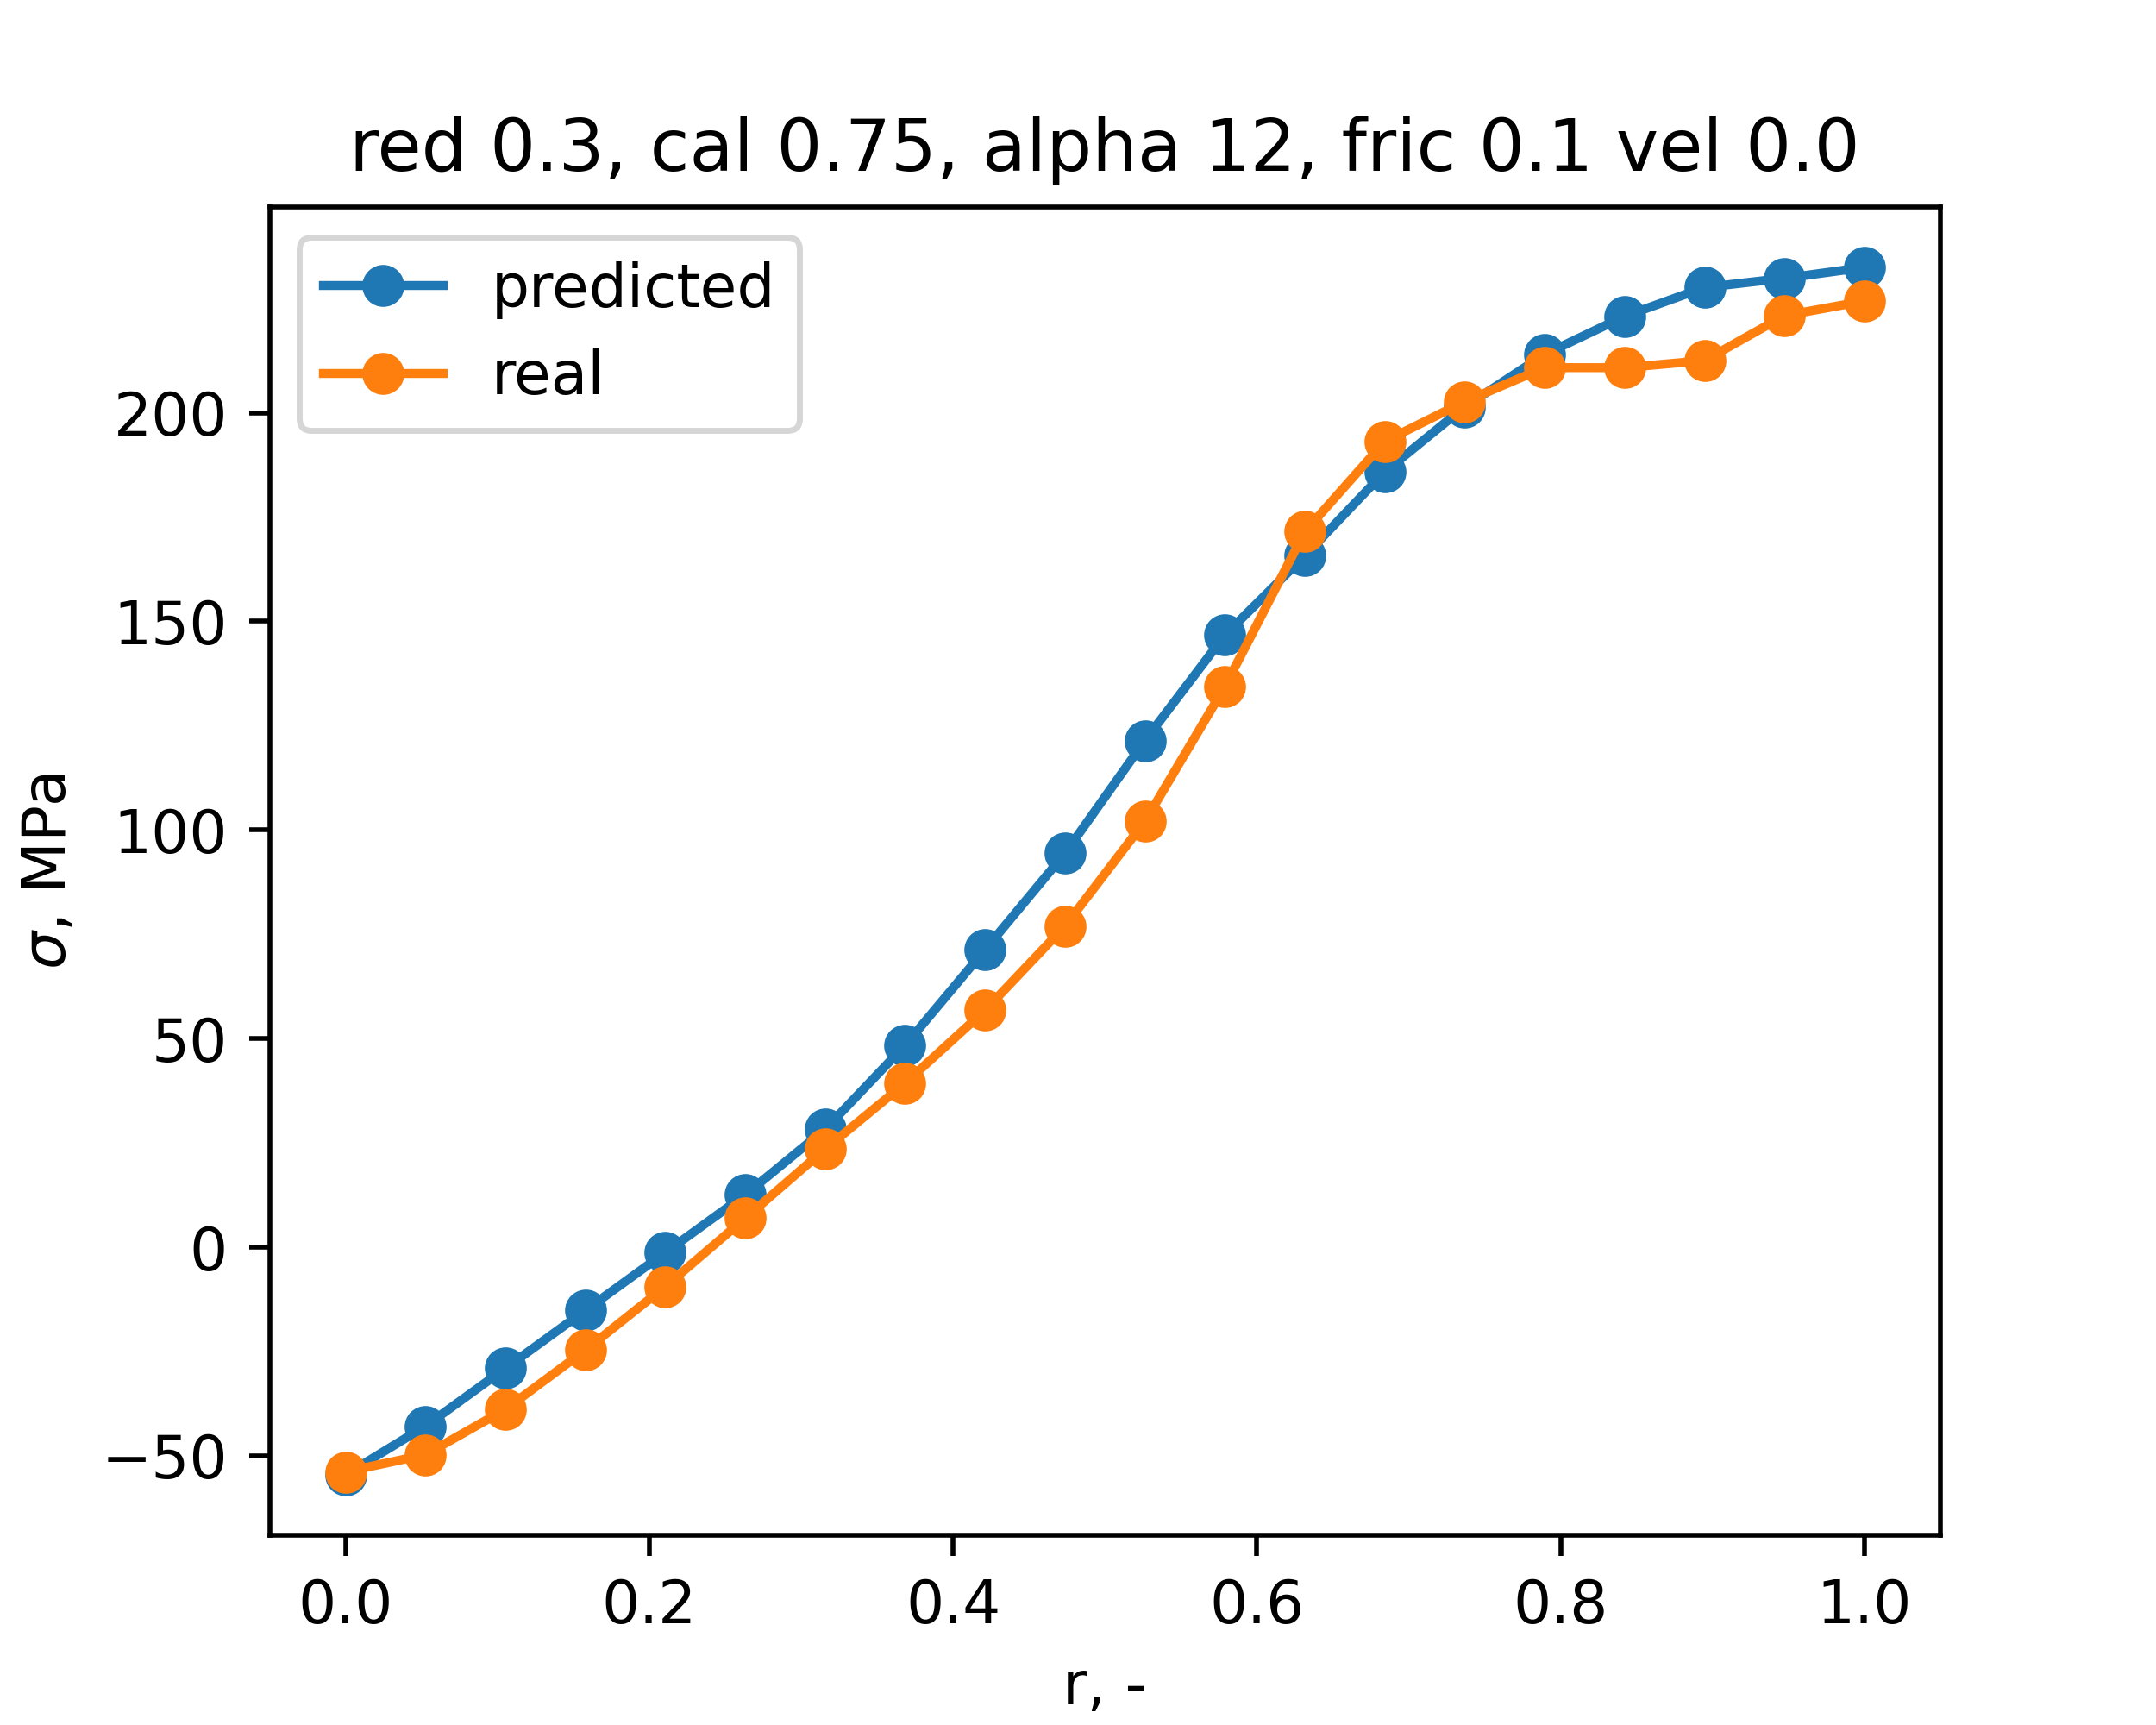 red 0.3, cal 0.75, alpha 12, fric 0.1 vel 0.0
predicted
real
200
150
100
50
0
−50
σ, MPa
0.0 0.2 0.4 0.6 0.8 1.0
r, -